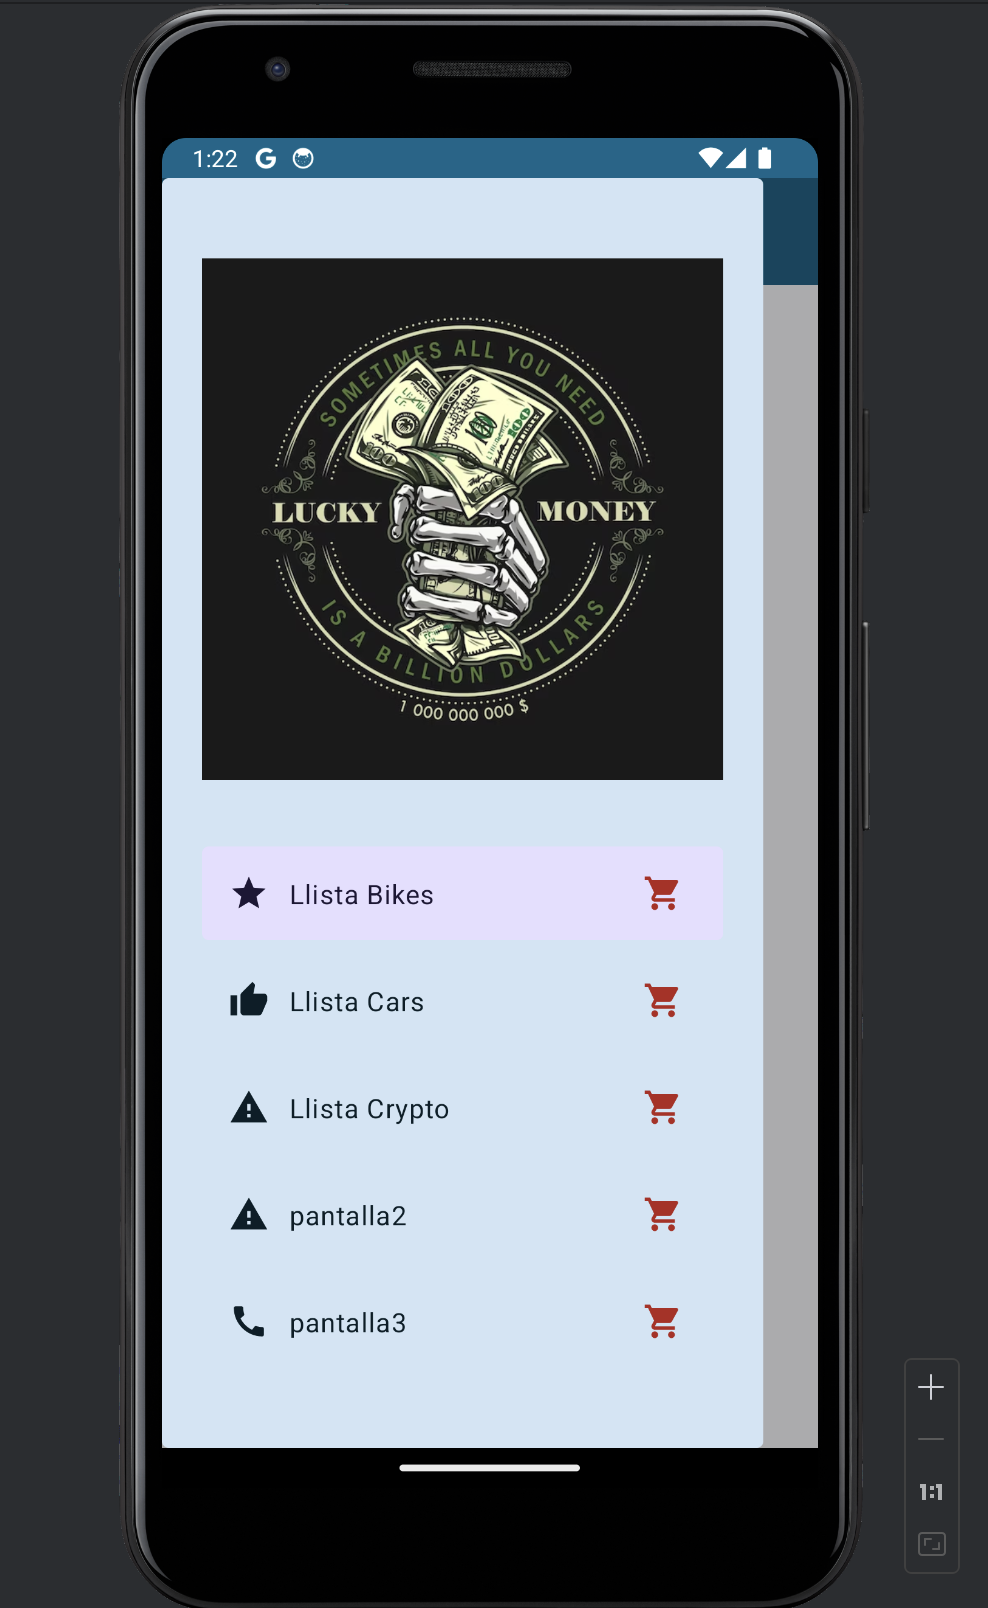 1:22
SOMETIMES ALL YOU NEED
LUCKY MONEY
IS A BILLION DOLLARS
1 000 000 000 $
Llista Bikes
Llista Cars
Llista Crypto
pantalla2
pantalla3
1:1